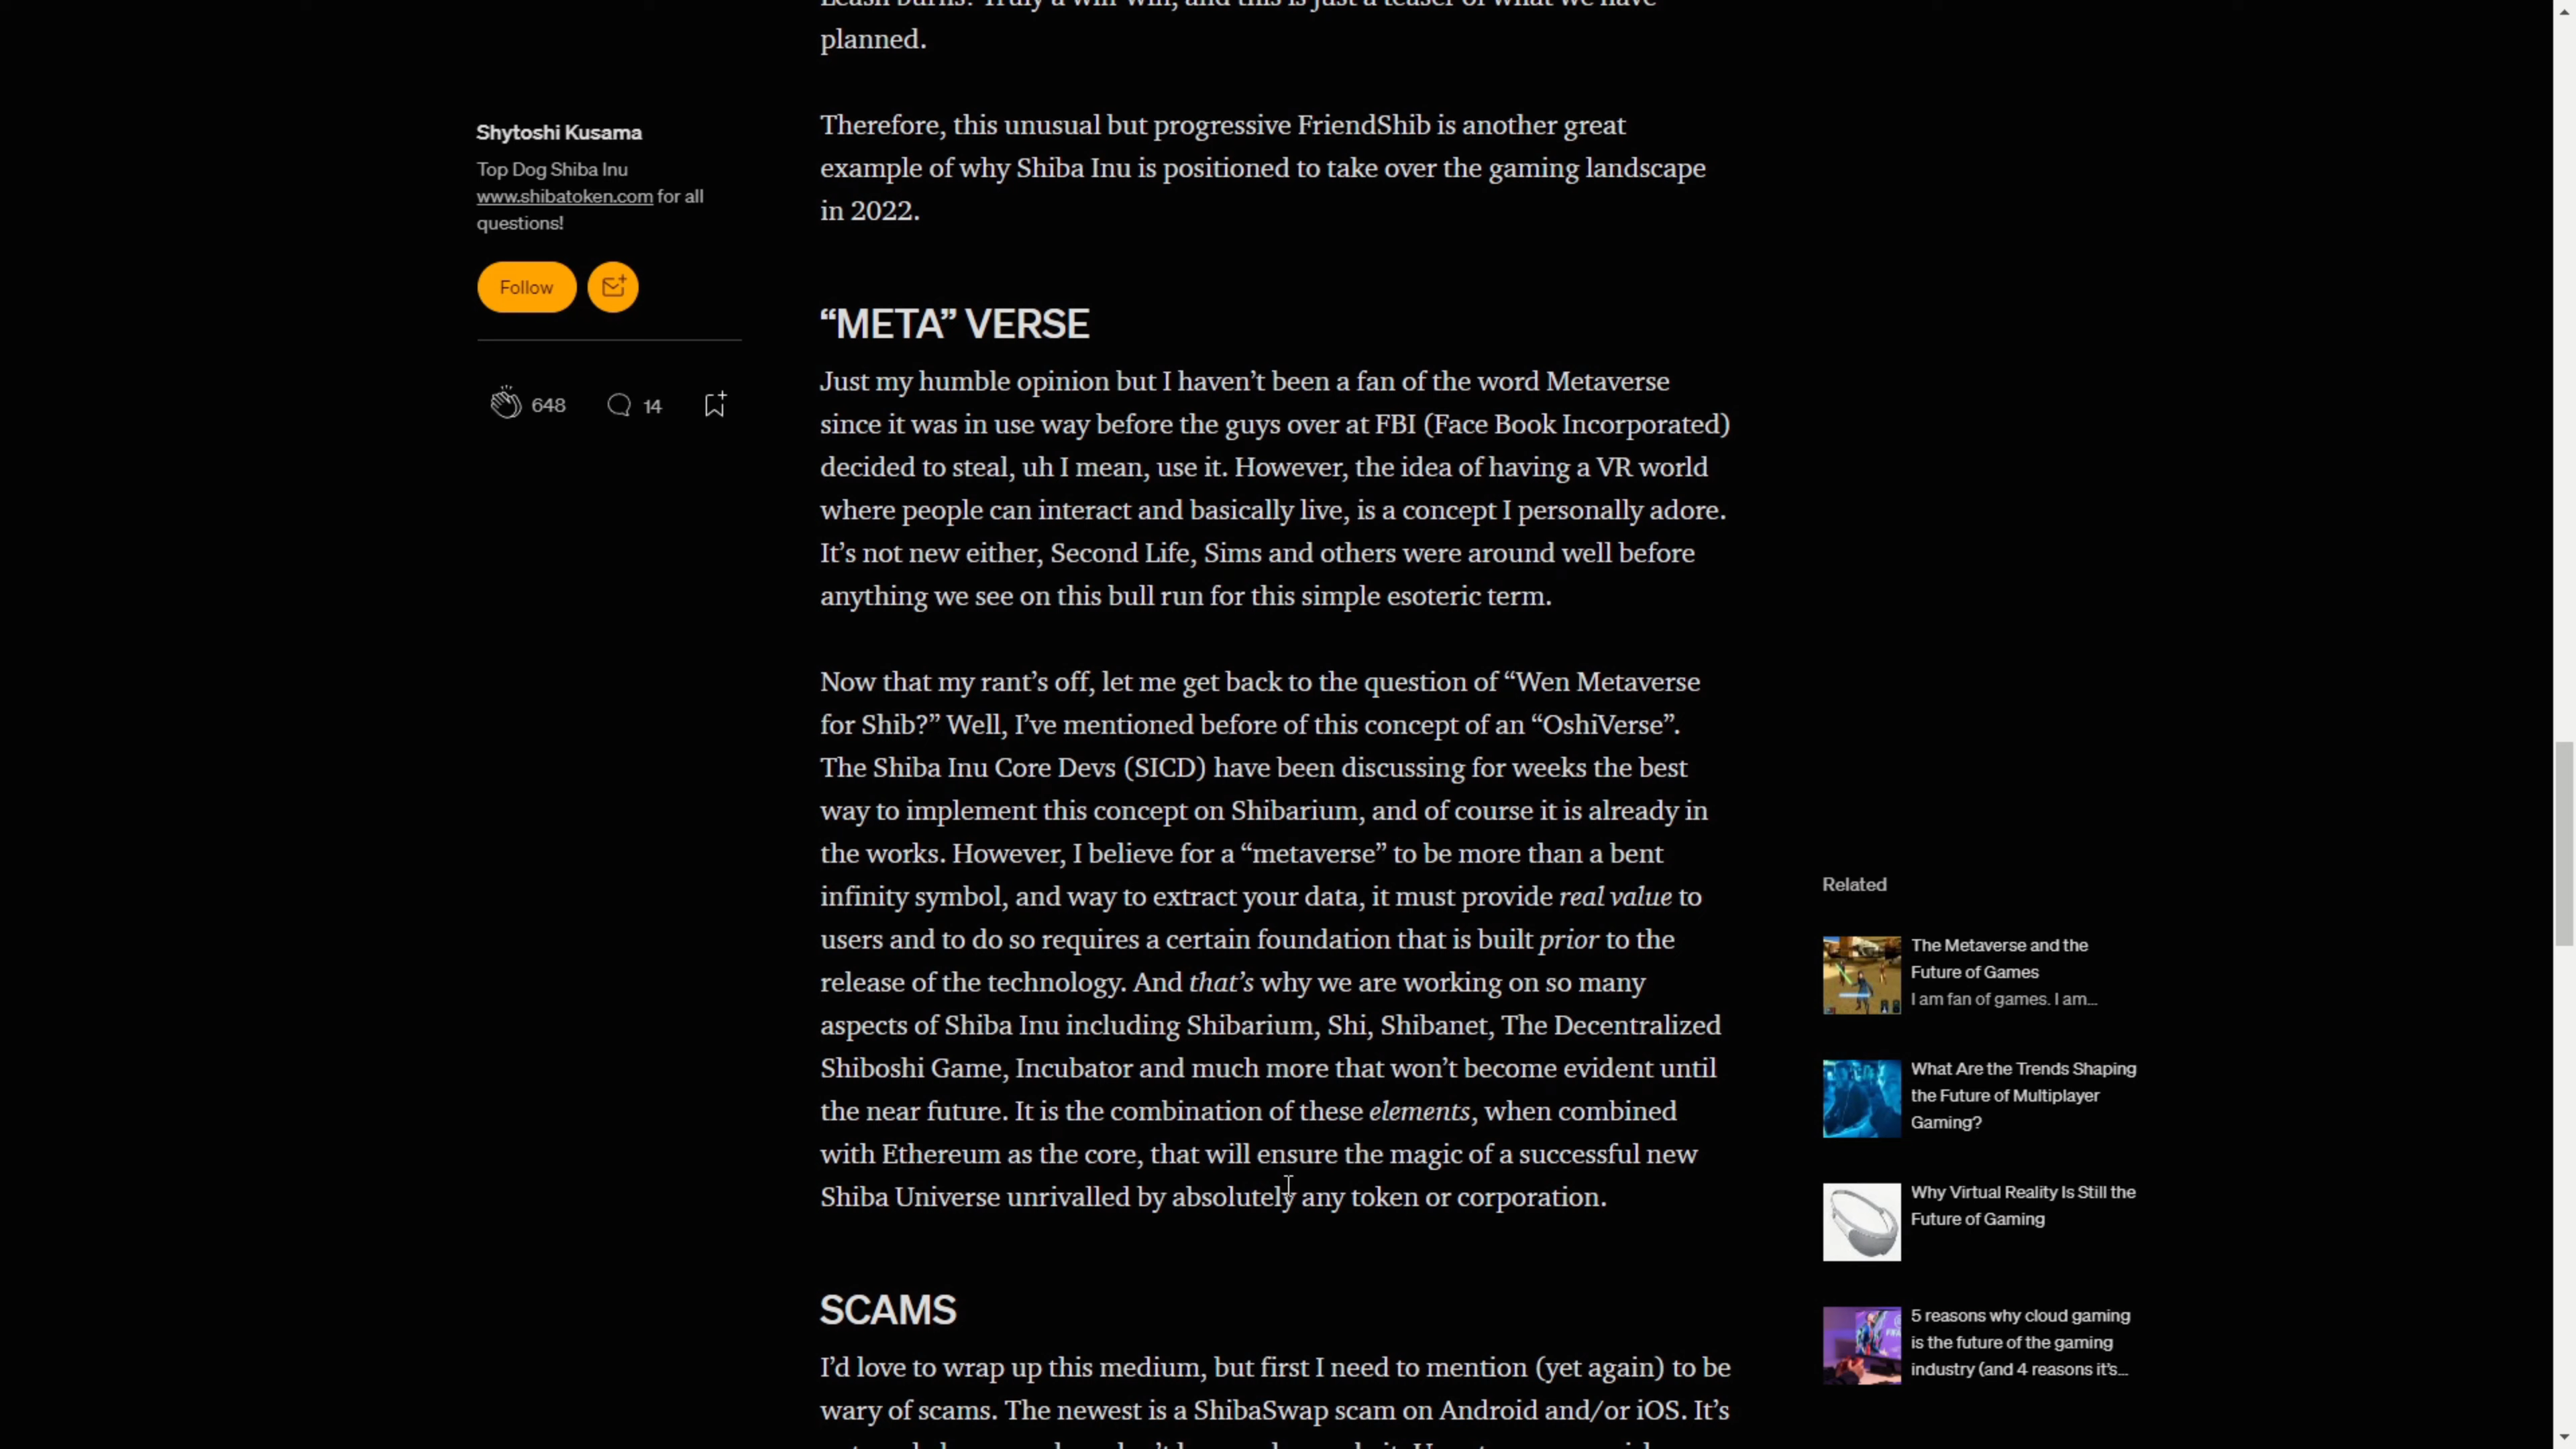 planned.
Therefore, this unusual but progressive FriendShib is another great
example of why Shiba Inu is positioned to take over the gaming landscape
in 2022.
Shytoshi Kusama
Top Dog Shiba Inu
www.shibatoken.com for all
questions!
Follow
648
14
“META” VERSE
Just my humble opinion but I haven’t been a fan of the word Metaverse
since it was in use way before the guys over at FBI (Face Book Incorporated)
decided to steal, uh I mean, use it. However, the idea of having a VR world
where people can interact and basically live, is a concept I personally adore.
It’s not new either, Second Life, Sims and others were around well before
anything we see on this bull run for this simple esoteric term.
Now that my rant’s off, let me get back to the question of “Wen Metaverse
for Shib?” Well, I’ve mentioned before of this concept of an “OshiVerse”.
The Shiba Inu Core Devs (SICD) have been discussing for weeks the best
way to implement this concept on Shibarium, and of course it is already in
the works. However, I believe for a “metaverse” to be more than a bent
infinity symbol, and way to extract your data, it must provide real value to
users and to do so requires a certain foundation that is built prior to the
release of the technology. And that’s why we are working on so many
aspects of Shiba Inu including Shibarium, Shi, Shibanet, The Decentralized
Shiboshi Game, Incubator and much more that won’t become evident until
the near future. It is the combination of these elements, when combined
with Ethereum as the core, that will ensure the magic of a successful new
Shiba Universe unrivalled by absolutely any token or corporation.
SCAMS
I’d love to wrap up this medium, but first I need to mention (yet again) to be
wary of scams. The newest is a ShibaSwap scam on Android and/or iOS. It’s
Related
The Metaverse and the
Future of Games
I am fan of games. I am...
What Are the Trends Shaping
the Future of Multiplayer
Gaming?
Why Virtual Reality Is Still the
Future of Gaming
5 reasons why cloud gaming
is the future of the gaming
industry (and 4 reasons it’s...